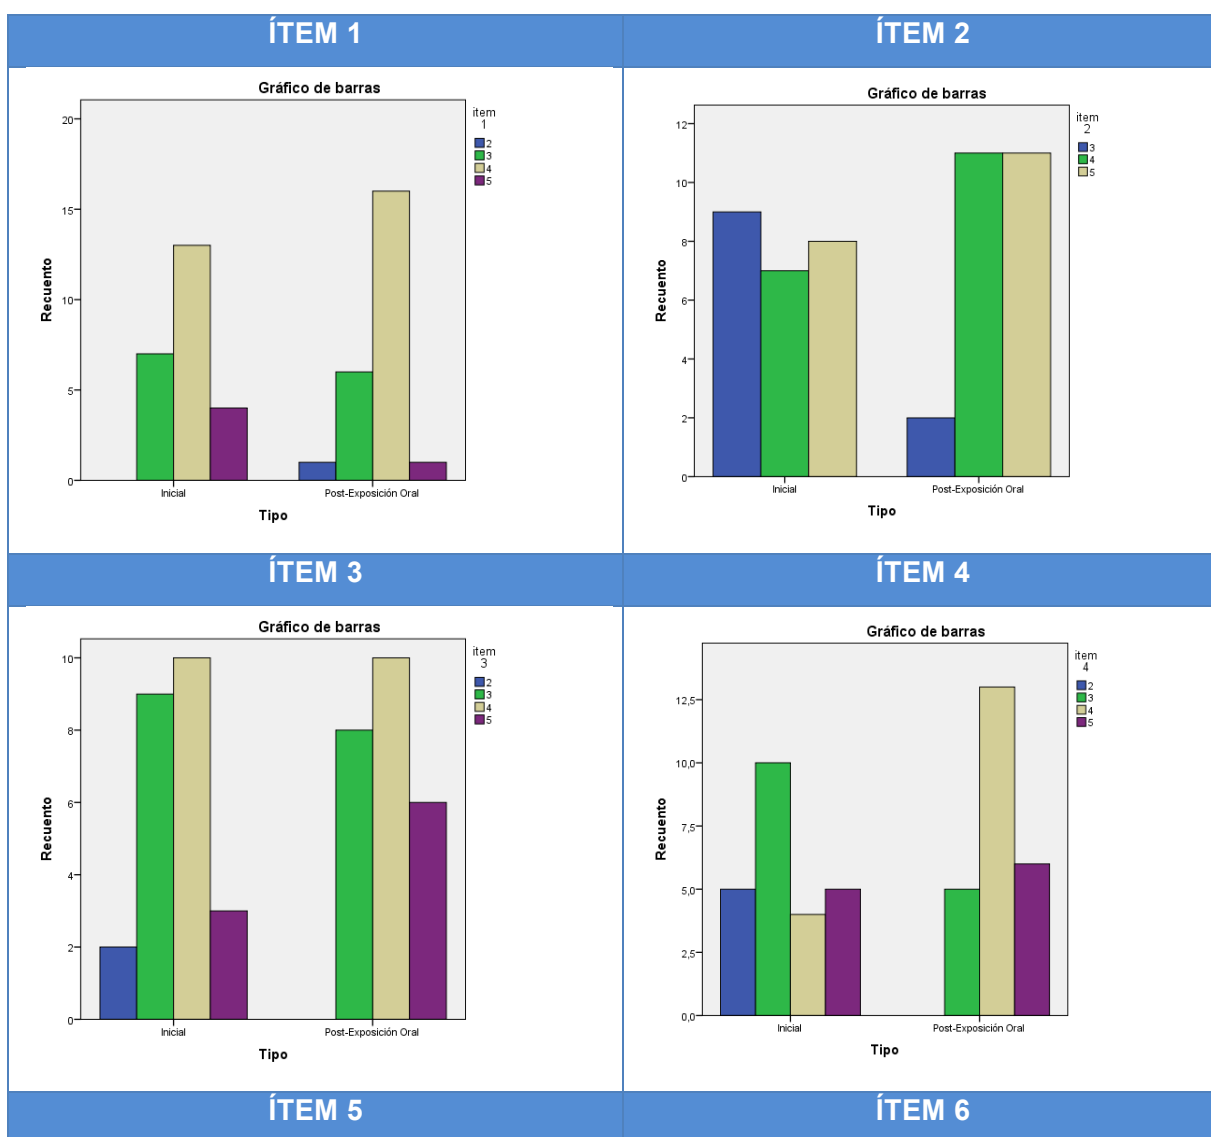 ÍTEM 1
ÍTEM 2
Gráfico de barras
item
1
2
3
4
5
20
15
10
5
0
Recuento
Inicial
Post-Exposición Oral
Tipo
Gráfico de barras
item
2
3
4
5
12
10
8
6
4
2
0
Recuento
Inicial
Post-Exposición Oral
Tipo
ÍTEM 3
ÍTEM 4
Gráfico de barras
item
3
2
3
4
5
10
8
6
4
2
0
Recuento
Inicial
Post-Exposición Oral
Tipo
Gráfico de barras
item
4
2
3
4
5
12,5
10,0
7,5
5,0
2,5
0,0
Recuento
Inicial
Post-Exposición Oral
Tipo
ÍTEM 5
ÍTEM 6